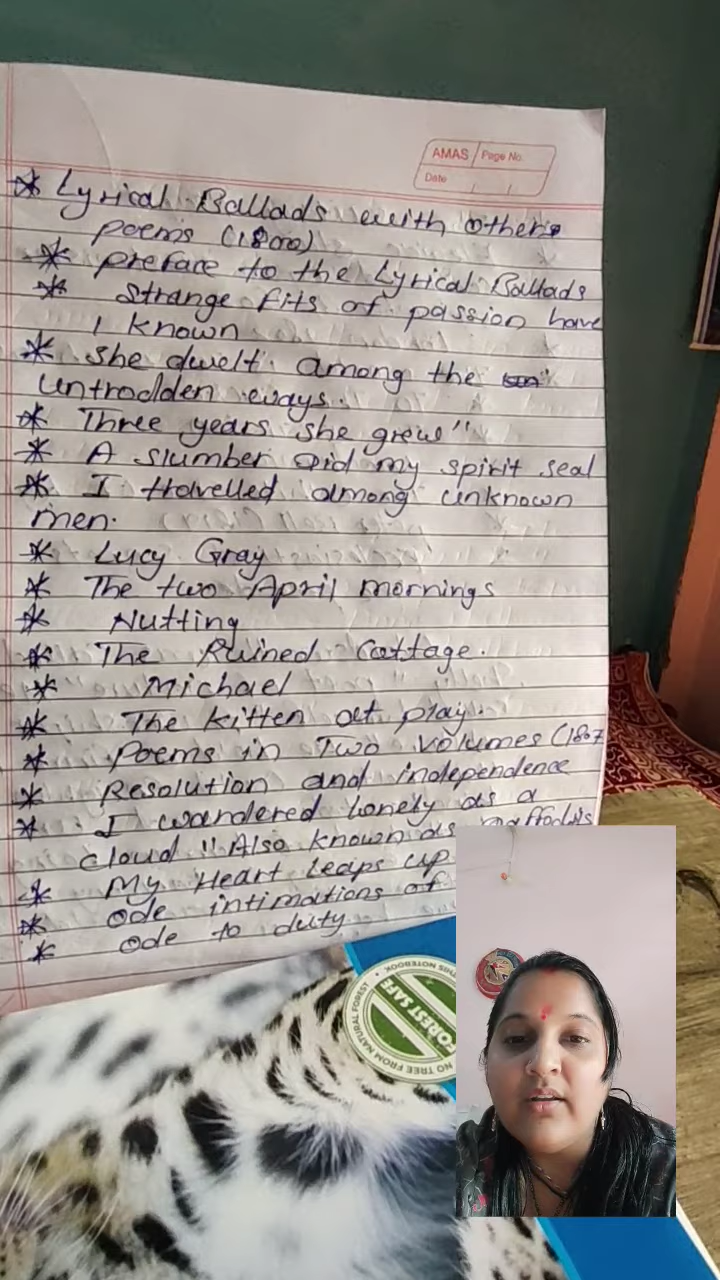 AMAS Page No.
Date
* Lyrical Ballads with others
poems (1800)
* preface to the Lyrical Ballads
* Strange fits of passion have
I known
* She dwelt among the
untrodden ways.
* Three years she grew"
* A slumber did my spirit seal
* I travelled among unknown
men.
* Lucy Gray
* The two April mornings
* Nutting
* The Ruined Cottage.
* Michael
* The kitten at play.
* Poems in Two Volumes (1807
* Resolution and independence
* I wandered lonely as a
cloud" Also known as Daffodils
* My Heart Leaps up
* ode intimations of
* ode to duty
FOREST SAFE
NO TREE FROM NATURAL FOREST
THIS NOTEBOOK